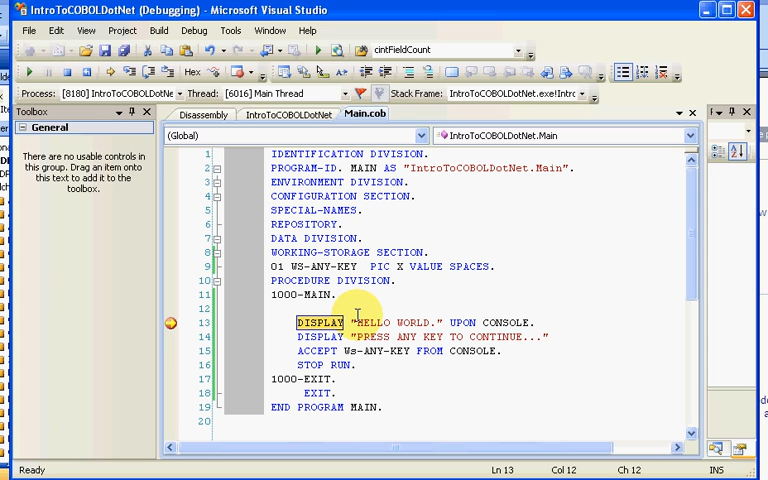 IntroToCOBOLDotNet (Debugging) - Microsoft Visual Studio
File Edit View Project Build Debug Tools Window Help
cintFieldCount
Hex
Process: [8180] IntroToCOBOLDotNe Thread: [6016] Main Thread Stack Frame: IntroToCOBOLDotNet.exe!Intro
Toolbox
General
There are no usable controls in this group. Drag an item onto this text to add it to the toolbox.
Disassembly IntroToCOBOLDotNet Main.cob
(Global) IntroToCOBOLDotNet.Main
1 IDENTIFICATION DIVISION.
2 PROGRAM-ID. MAIN AS "IntroToCOBOLDotNet.Main".
3 ENVIRONMENT DIVISION.
4 CONFIGURATION SECTION.
5 SPECIAL-NAMES.
6 REPOSITORY.
7 DATA DIVISION.
8 WORKING-STORAGE SECTION.
9 01 WS-ANY-KEY PIC X VALUE SPACES.
10 PROCEDURE DIVISION.
11 1000-MAIN.
12
13 DISPLAY "HELLO WORLD." UPON CONSOLE.
14 DISPLAY "PRESS ANY KEY TO CONTINUE..."
15 ACCEPT Ws-ANY-KEY FROM CONSOLE.
16 STOP RUN.
17 1000-EXIT.
18 EXIT.
19 END PROGRAM MAIN.
20
Ready Ln 13 Col 12 Ch 12 INS